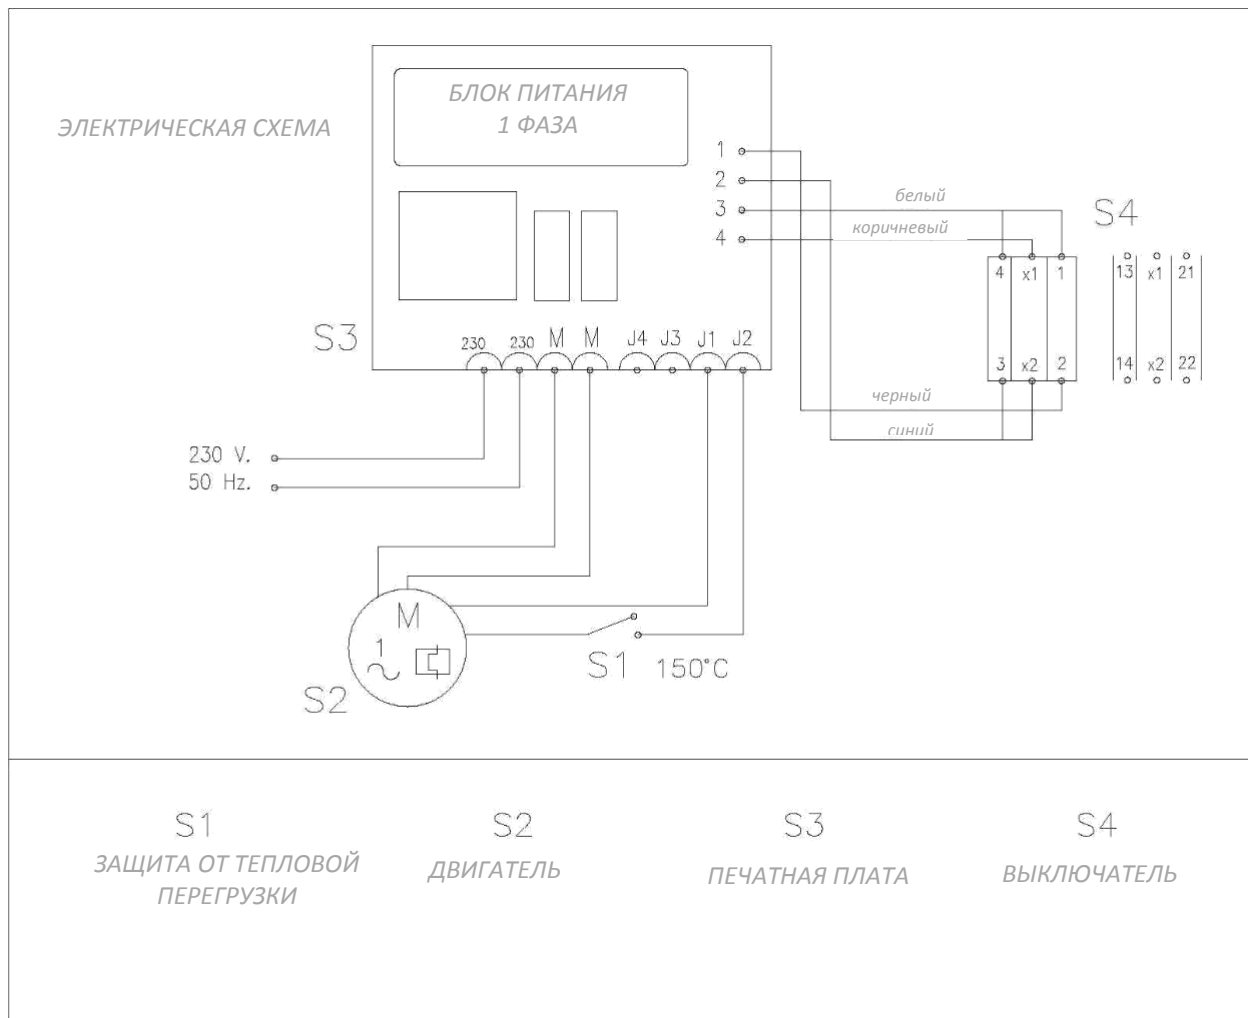 ЭЛЕКТРИЧЕСКАЯ СХЕМА
БЛОК ПИТАНИЯ
1 ФАЗА
1
2
3
4
белый
коричневый
S4
4 x1 1
13 x1 21
3 x2 2
14 x2 22
черный
синий
S3
230 230 M M J4 J3 J1 J2
230 V.
50 Hz.
M
1
S2
S1 150°C
S1
ЗАЩИТА ОТ ТЕПЛОВОЙ
ПЕРЕГРУЗКИ
S2
ДВИГАТЕЛЬ
S3
ПЕЧАТНАЯ ПЛАТА
S4
ВЫКЛЮЧАТЕЛЬ